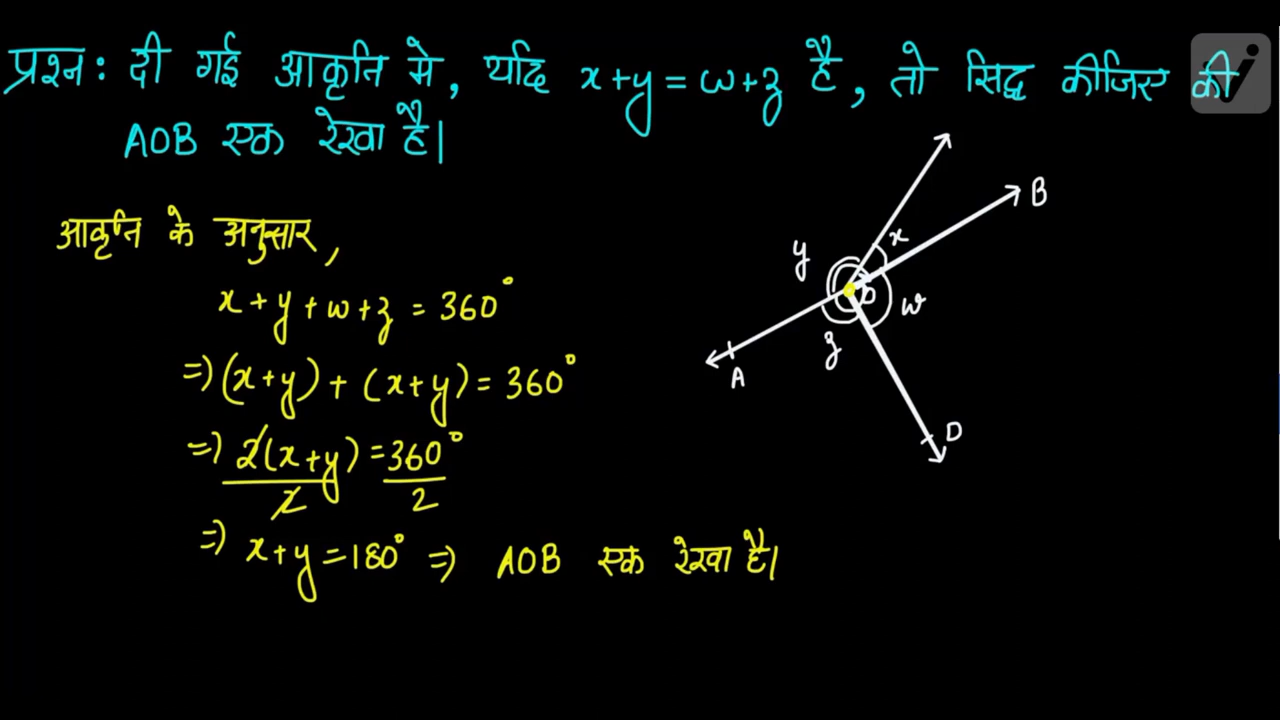 प्रश्न: दी गई आकृति मे, यदि x+y = w+z है, तो सिद्ध कीजिए की
AOB एक रेखा है।
आकृति के अनुसार,
x + y + w + z = 360°
⇒ (x+y) + (x+y) = 360°
⇒ 2(x+y)/2 = 360°/2
⇒ x+y = 180° ⇒ AOB एक रेखा है।
B
x
y
O
w
z
A
D